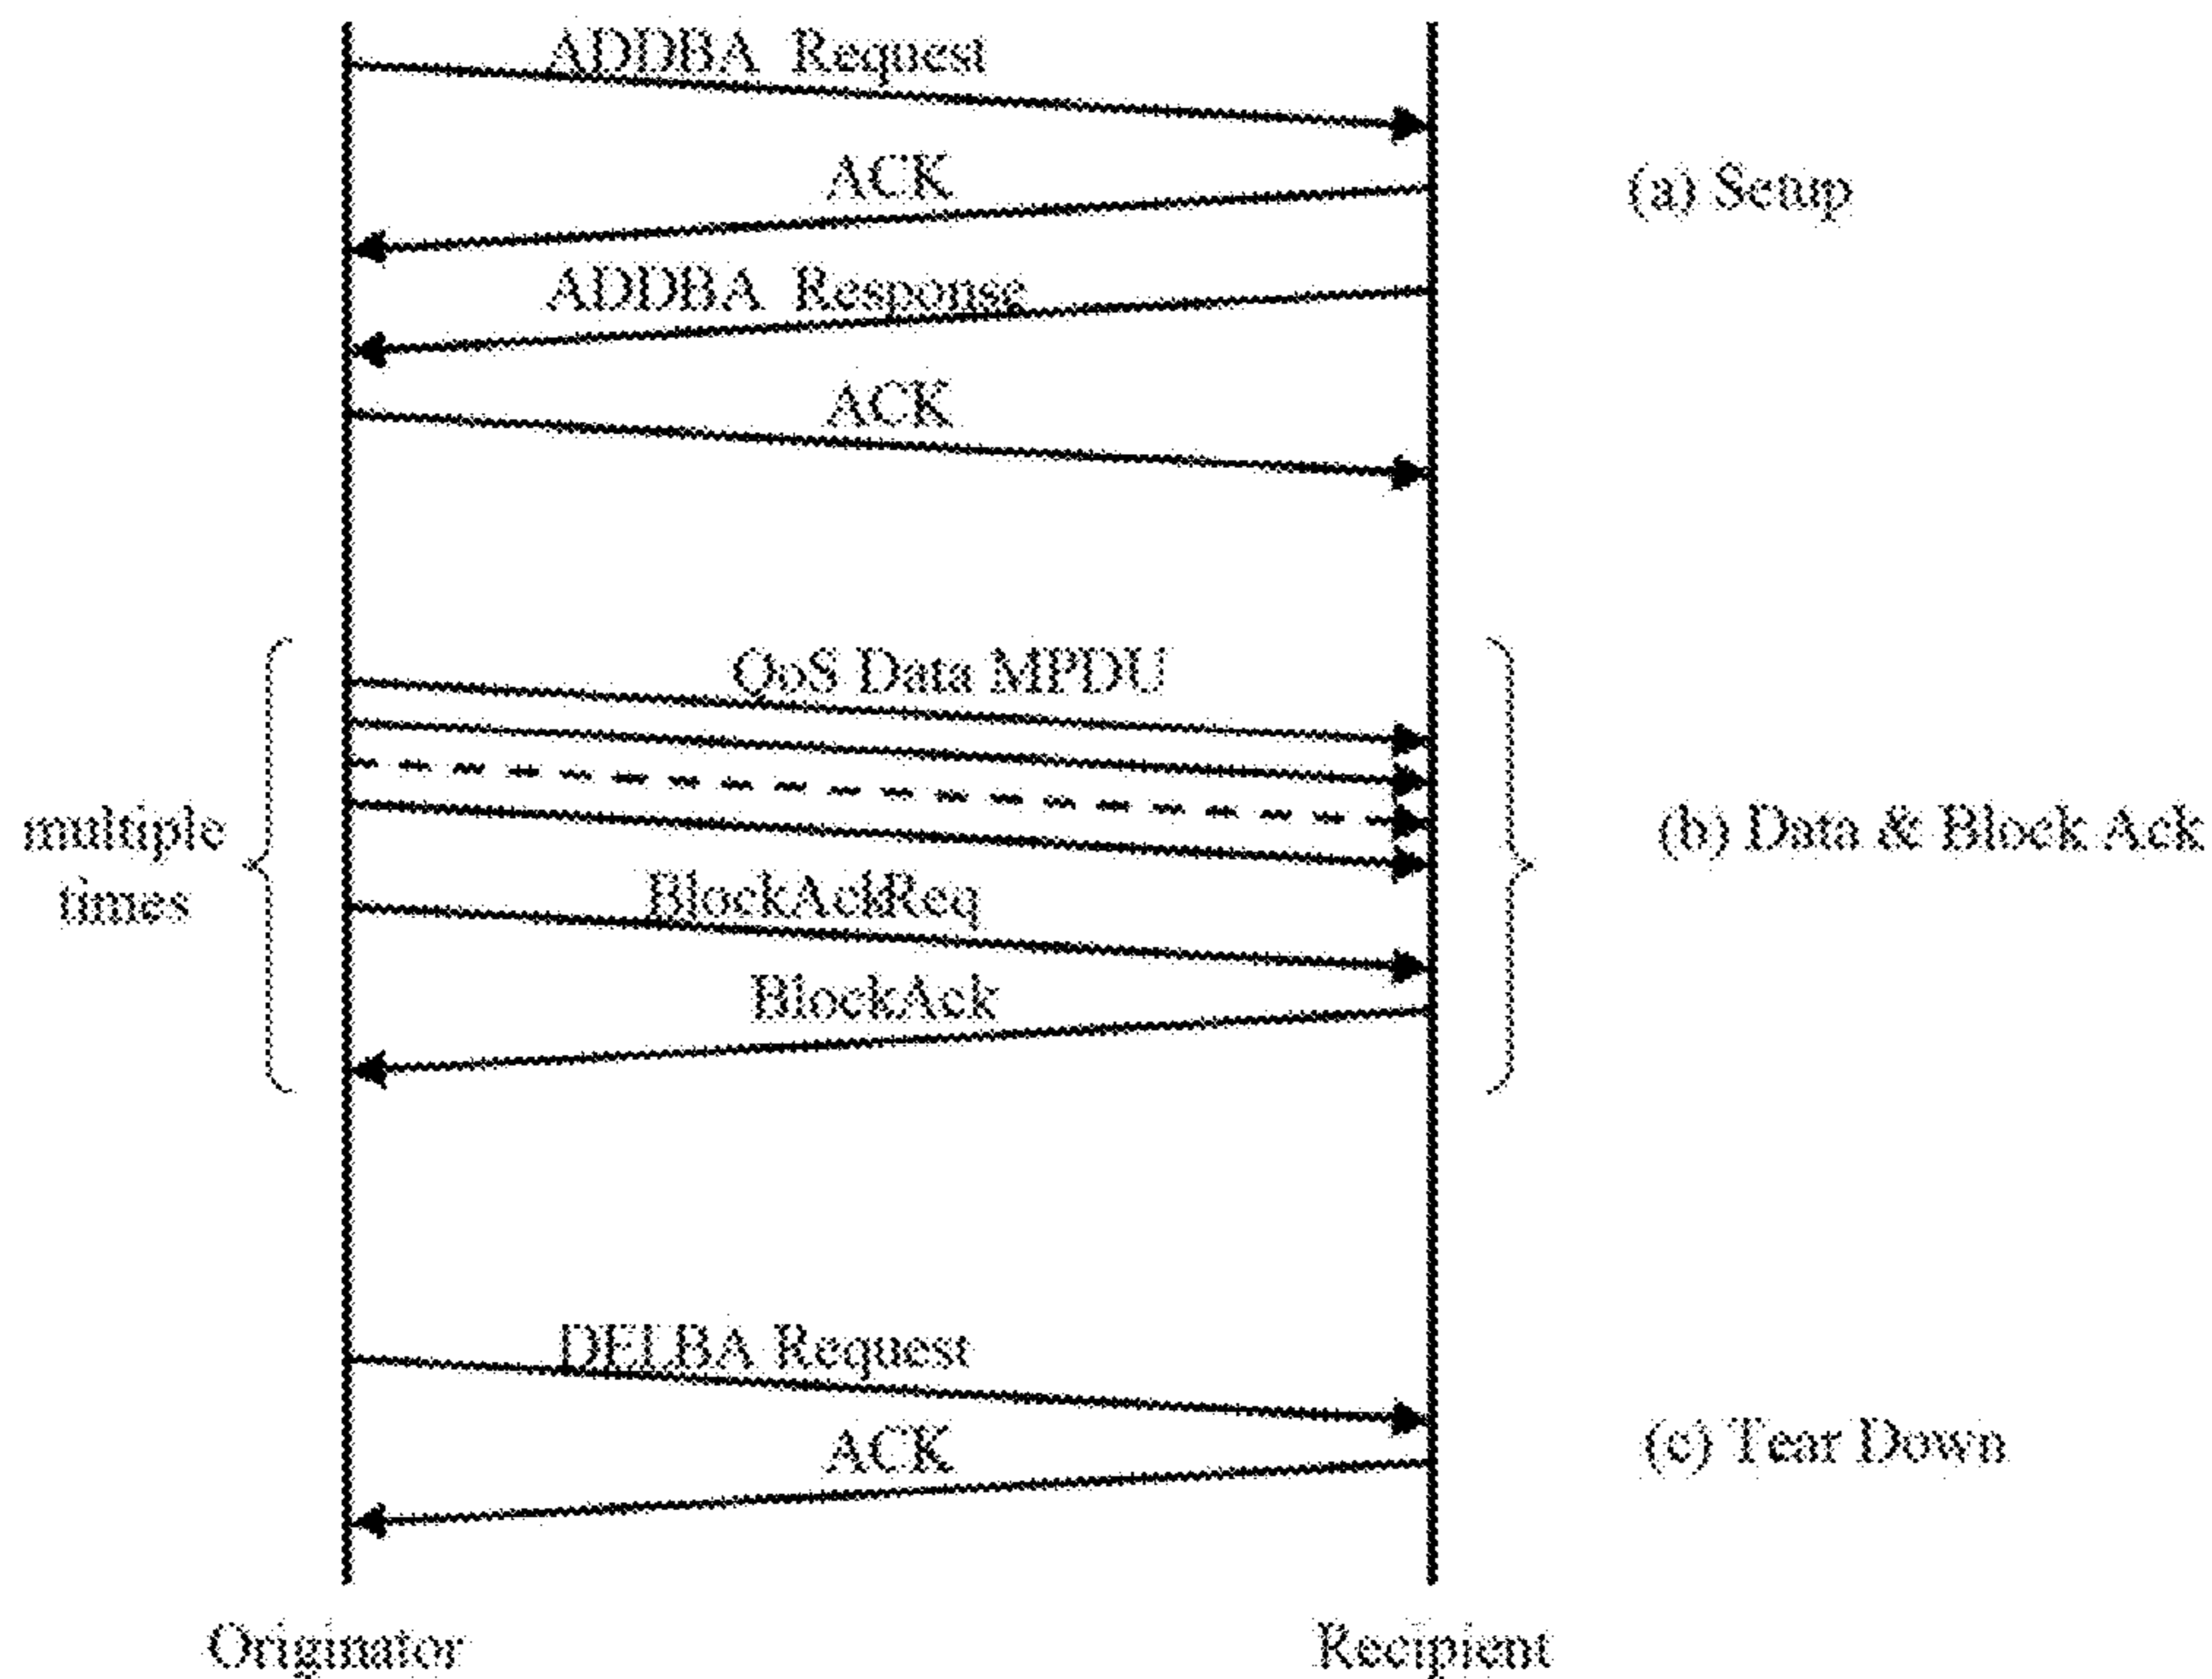 ADDBA Request
ACK
(a) Setup
ADDBA Response
ACK
QoS Data MPDU
multiple
times
(b) Data & Block Ack
BlockAckReq
BlockAck
DELBA Request
ACK
(c) Tear Down
Originator
Recipient